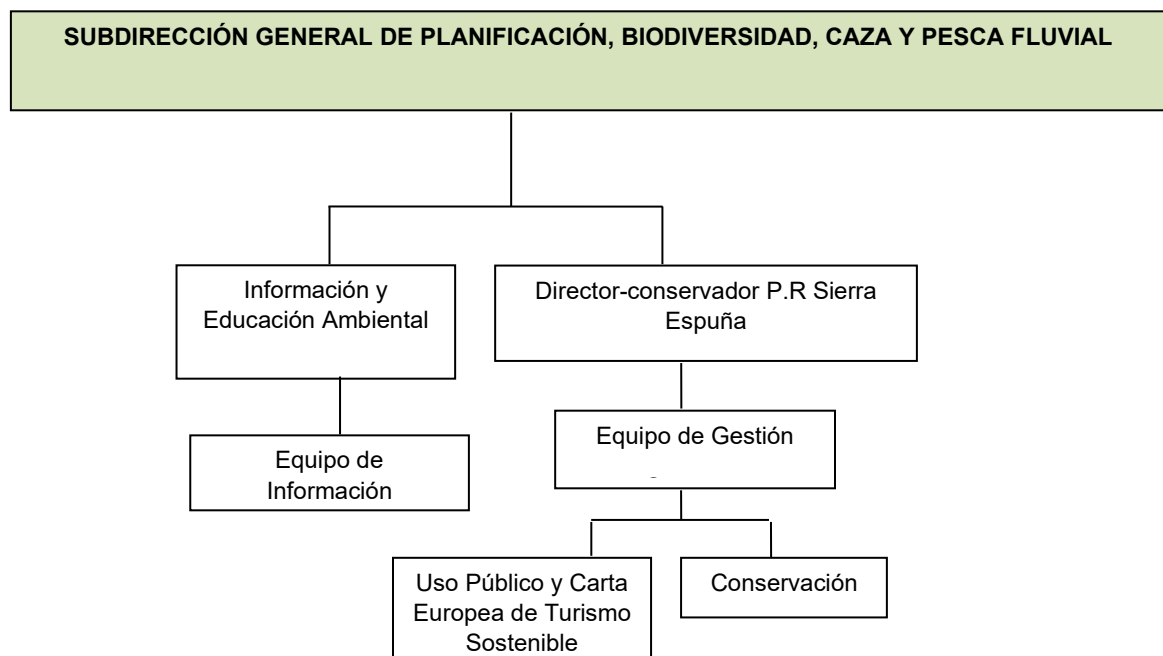 SUBDIRECCIÓN GENERAL DE PLANIFICACIÓN, BIODIVERSIDAD, CAZA Y PESCA FLUVIAL
Información y
Educación Ambiental
Director-conservador P.R Sierra
Espuña
Equipo de Gestión
Equipo de
Información
Uso Público y Carta
Europea de Turismo
Sostenible
Conservación